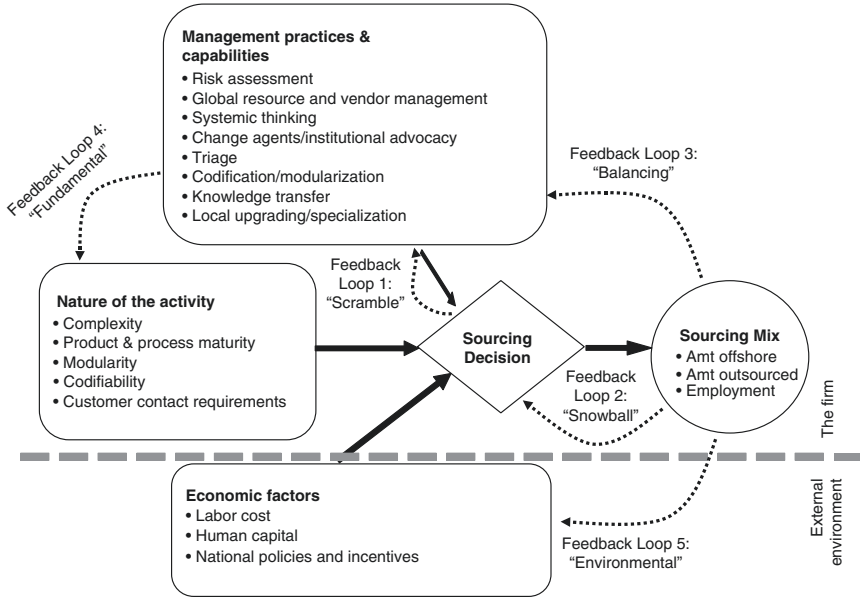 Management practices &
capabilities
• Risk assessment
• Global resource and vendor management
• Systemic thinking
• Change agents/institutional advocacy
• Triage
• Codification/modularization
• Knowledge transfer
• Local upgrading/specialization
Feedback Loop 4:
“Fundamental”
Feedback Loop 3:
“Balancing”
Feedback
Loop 1:
“Scramble”
Nature of the activity
• Complexity
• Product & process maturity
• Modularity
• Codifiability
• Customer contact requirements
Sourcing
Decision
Sourcing Mix
• Amt offshore
• Amt outsourced
• Employment
Feedback
Loop 2:
“Snowball”
The firm
Economic factors
• Labor cost
• Human capital
• National policies and incentives
Feedback Loop 5:
“Environmental”
External
environment